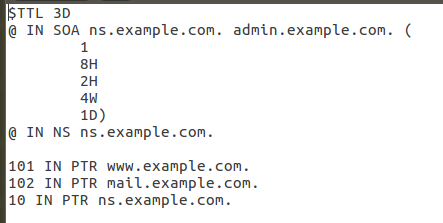 $TTL 3D
@ IN SOA ns.example.com. admin.example.com. (
1
8H
2H
4W
1D)
@ IN NS ns.example.com.
101 IN PTR www.example.com.
102 IN PTR mail.example.com.
10 IN PTR ns.example.com.